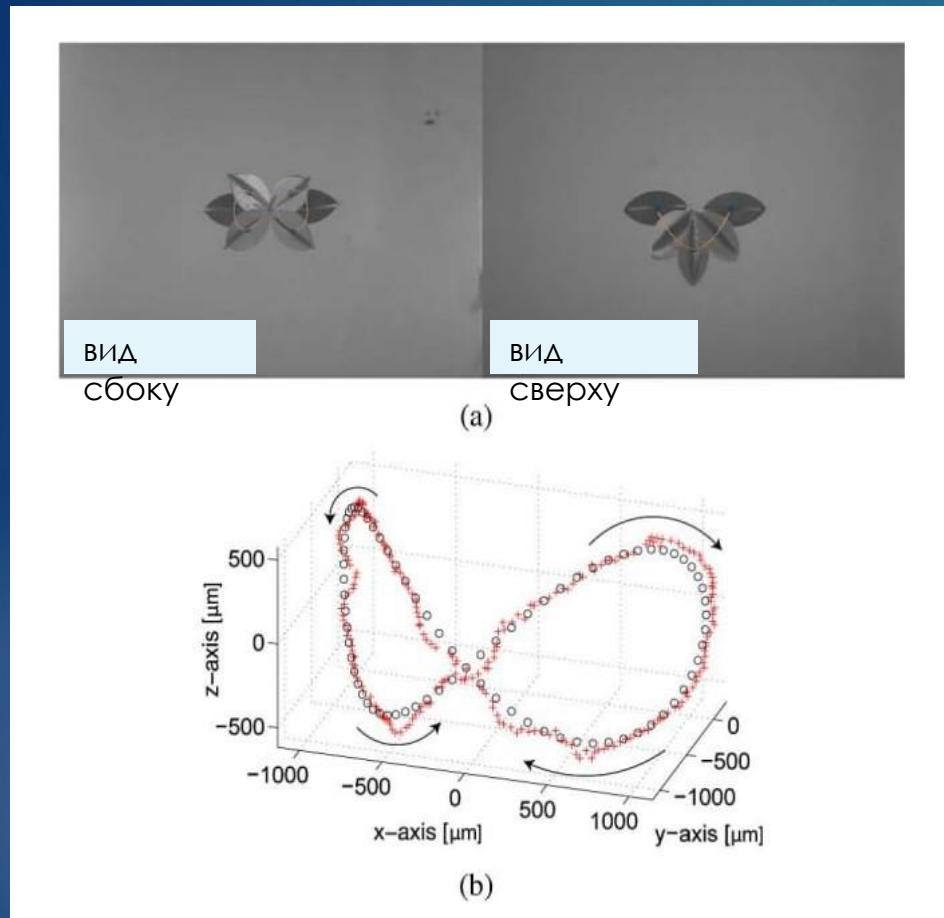 вид
сбоку
вид
сверху
(a)
500
0
−500
z−axis [μm]
−1000
−500
0
500
1000
x−axis [μm]
0
−500
−1000
y−axis [μm]
(b)